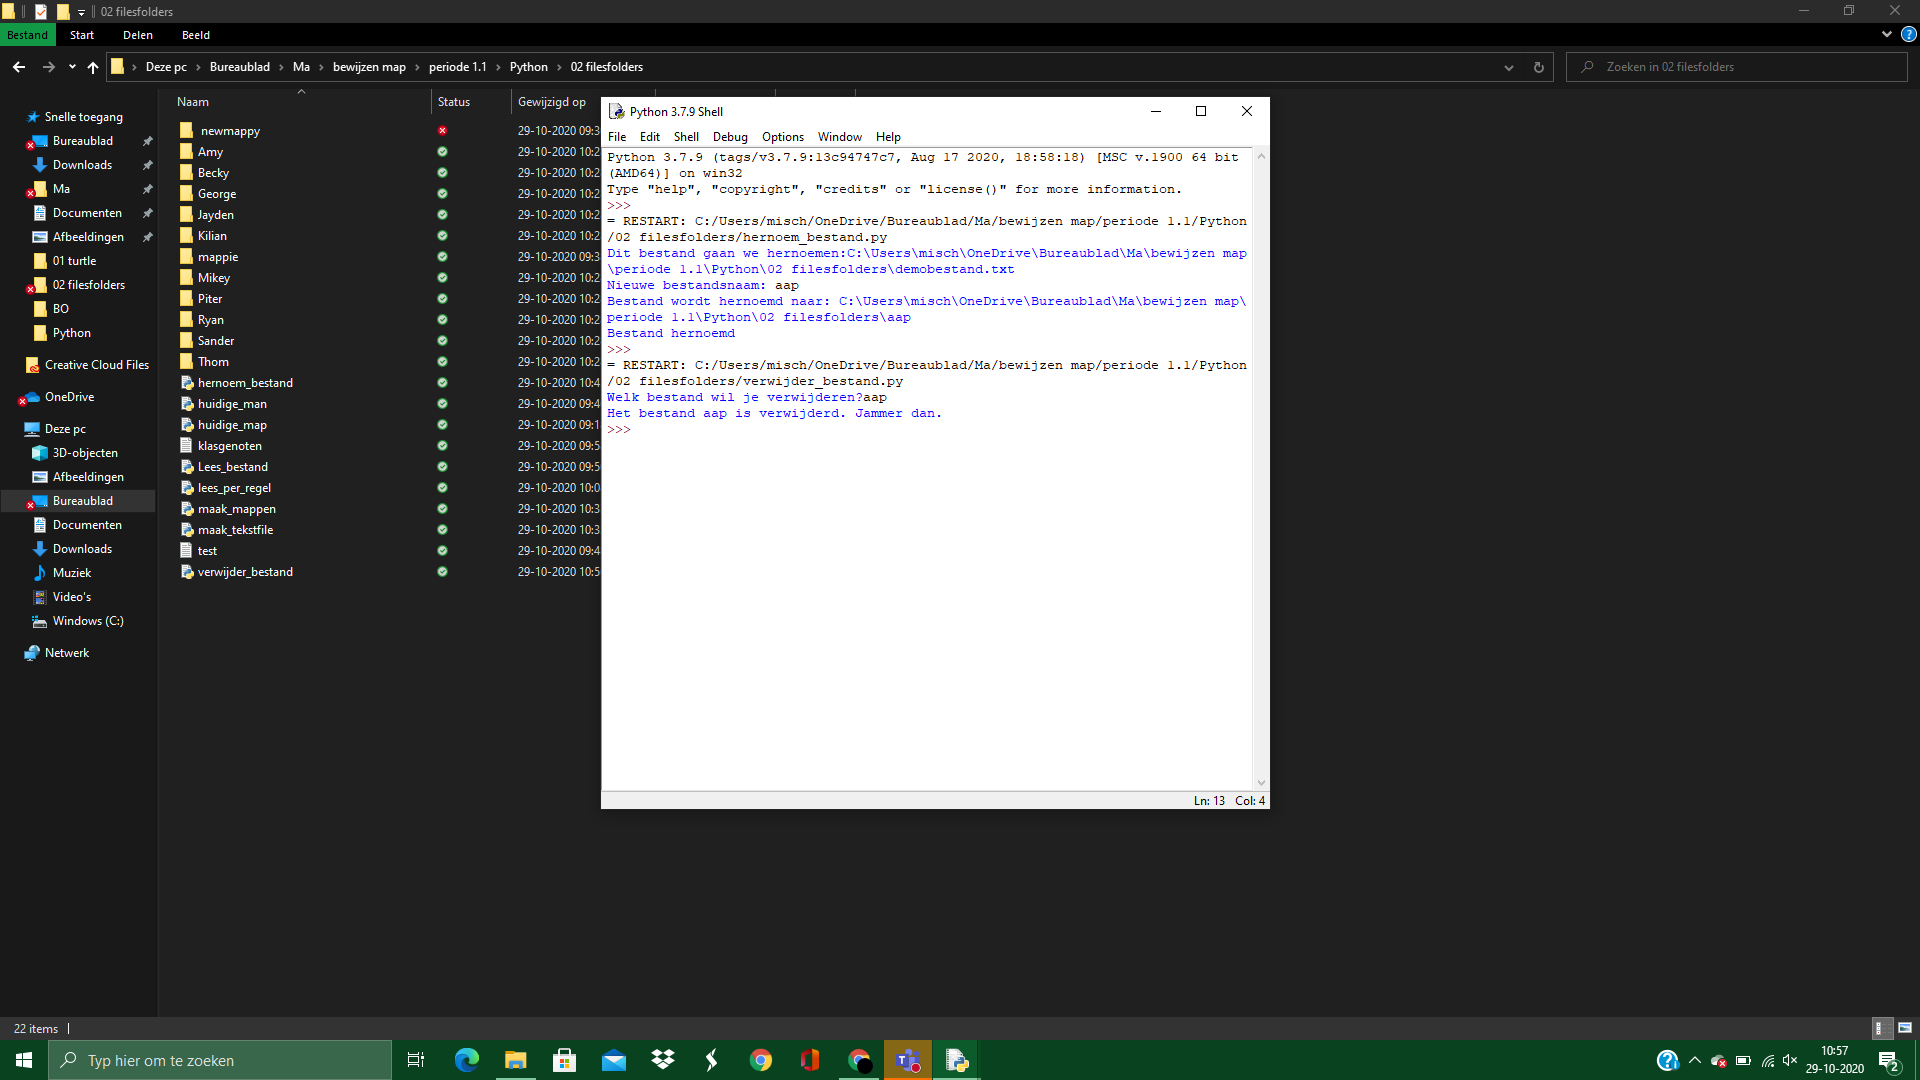 02 filesfolders
Bestand Start Delen Beeld
Deze pc Bureaublad Ma bewijzen map periode 1.1 Python 02 filesfolders
Zoeken in 02 filesfolders
Snelle toegang
Bureaublad
Downloads
Ma
Documenten
Afbeeldingen
01 turtle
02 filesfolders
BO
Python
Creative Cloud Files
OneDrive
Deze pc
3D-objecten
Afbeeldingen
Bureaublad
Documenten
Downloads
Muziek
Video's
Windows (C:)
Netwerk
Naam Status Gewijzigd op
newmappy 29-10-2020 09:3
Amy 29-10-2020 10:2
Becky 29-10-2020 10:2
George 29-10-2020 10:2
Jayden 29-10-2020 10:2
Kilian 29-10-2020 10:2
mappie 29-10-2020 09:3
Mikey 29-10-2020 10:2
Piter 29-10-2020 10:2
Ryan 29-10-2020 10:2
Sander 29-10-2020 10:2
Thom 29-10-2020 10:2
hernoem_bestand 29-10-2020 10:4
huidige_man 29-10-2020 09:4
huidige_map 29-10-2020 09:1
klasgenoten 29-10-2020 09:5
Lees_bestand 29-10-2020 09:5
lees_per_regel 29-10-2020 10:0
maak_mappen 29-10-2020 10:3
maak_tekstfile 29-10-2020 10:3
test 29-10-2020 09:4
verwijder_bestand 29-10-2020 10:5
Python 3.7.9 Shell
File Edit Shell Debug Options Window Help
Python 3.7.9 (tags/v3.7.9:13c94747c7, Aug 17 2020, 18:58:18) [MSC v.1900 64 bit
(AMD64)] on win32
Type "help", "copyright", "credits" or "license()" for more information.
>>>
= RESTART: C:/Users/misch/OneDrive/Bureaublad/Ma/bewijzen map/periode 1.1/Python
/02 filesfolders/hernoem_bestand.py
Dit bestand gaan we hernoemen:C:\Users\misch\OneDrive\Bureaublad\Ma\bewijzen map
\periode 1.1\Python\02 filesfolders\demobestand.txt
Nieuwe bestandsnaam: aap
Bestand wordt hernoemd naar: C:\Users\misch\OneDrive\Bureaublad\Ma\bewijzen map\
periode 1.1\Python\02 filesfolders\aap
Bestand hernoemd
>>>
= RESTART: C:/Users/misch/OneDrive/Bureaublad/Ma/bewijzen map/periode 1.1/Python
/02 filesfolders/verwijder_bestand.py
Welk bestand wil je verwijderen?aap
Het bestand aap is verwijderd. Jammer dan.
>>>
Ln: 13 Col: 4
22 items
Typ hier om te zoeken
10:57
29-10-2020
2